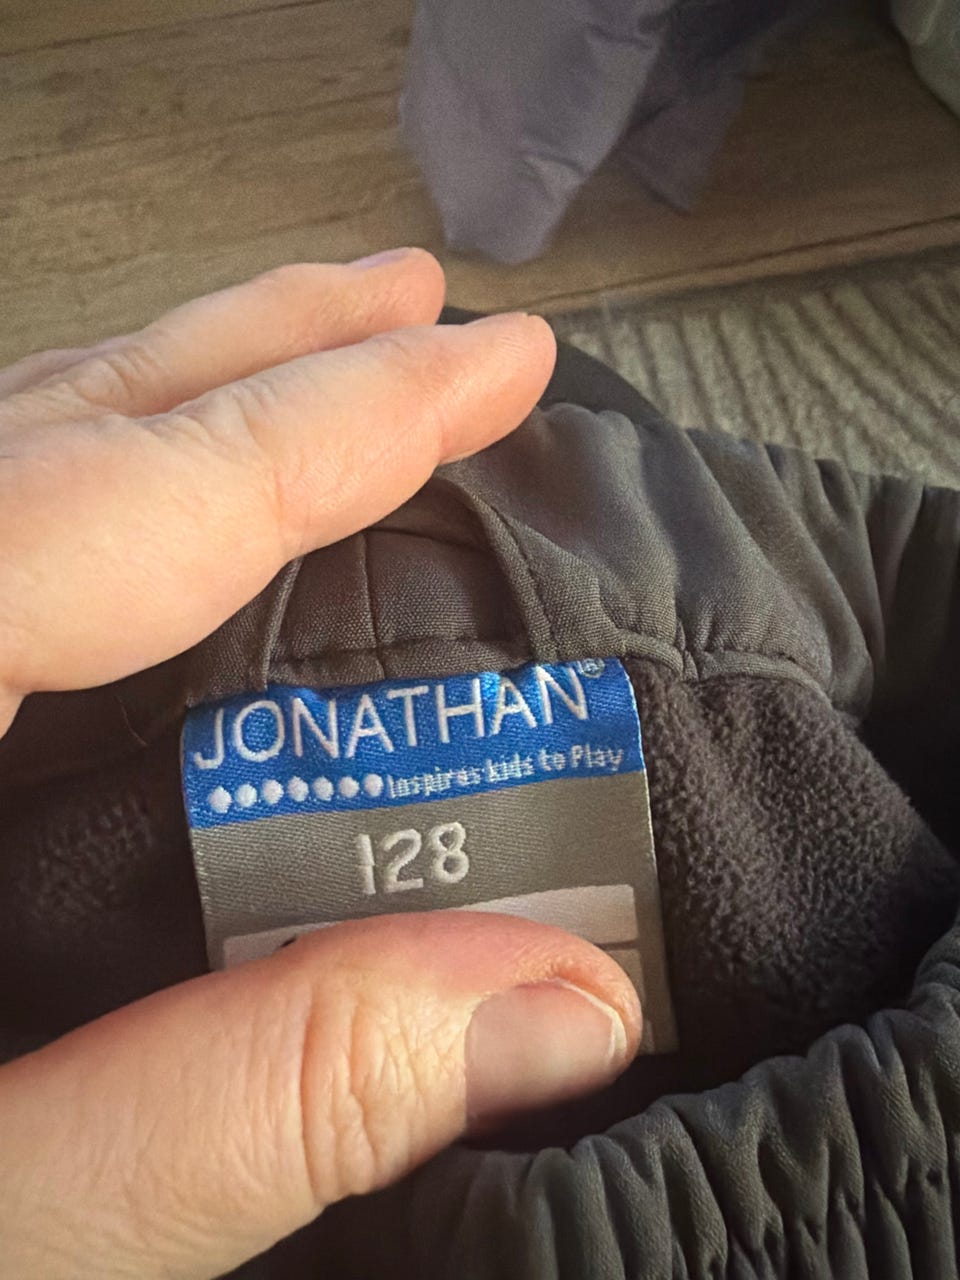 JONATHAN®
Inspires kids to Play
128